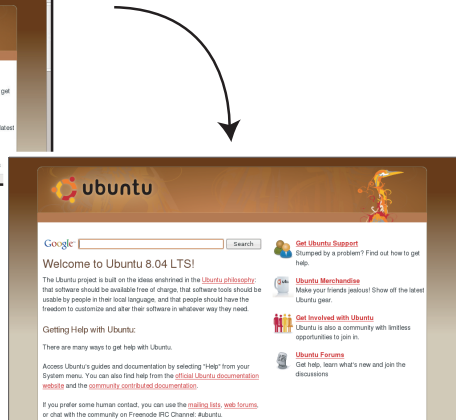 get
latest
ubuntu
Google
Search
Welcome to Ubuntu 8.04 LTS!
The Ubuntu project is built on the ideas enshrined in the Ubuntu philosophy:
that software should be available free of charge, that software tools should be
usable by people in their local language, and that people should have the
freedom to customize and alter their software in whatever way they need.
Getting Help with Ubuntu:
There are many ways to get help with Ubuntu.
Access Ubuntu's guides and documentation by selecting "Help" from your
System menu. You can also find help from the official Ubuntu documentation
website and the community contributed documentation.
If you prefer some human contact, you can use the mailing lists, web forums,
or chat with the community on Freenode IRC Channel: #ubuntu.
Get Ubuntu Support
Stumped by a problem? Find out how to get
help.
Ubuntu Merchandise
Make your friends jealous! Show off the latest
Ubuntu gear.
Get Involved with Ubuntu
Ubuntu is also a community with limitless
opportunities to join in.
Ubuntu Forums
Get help, learn what's new and join the
discussions